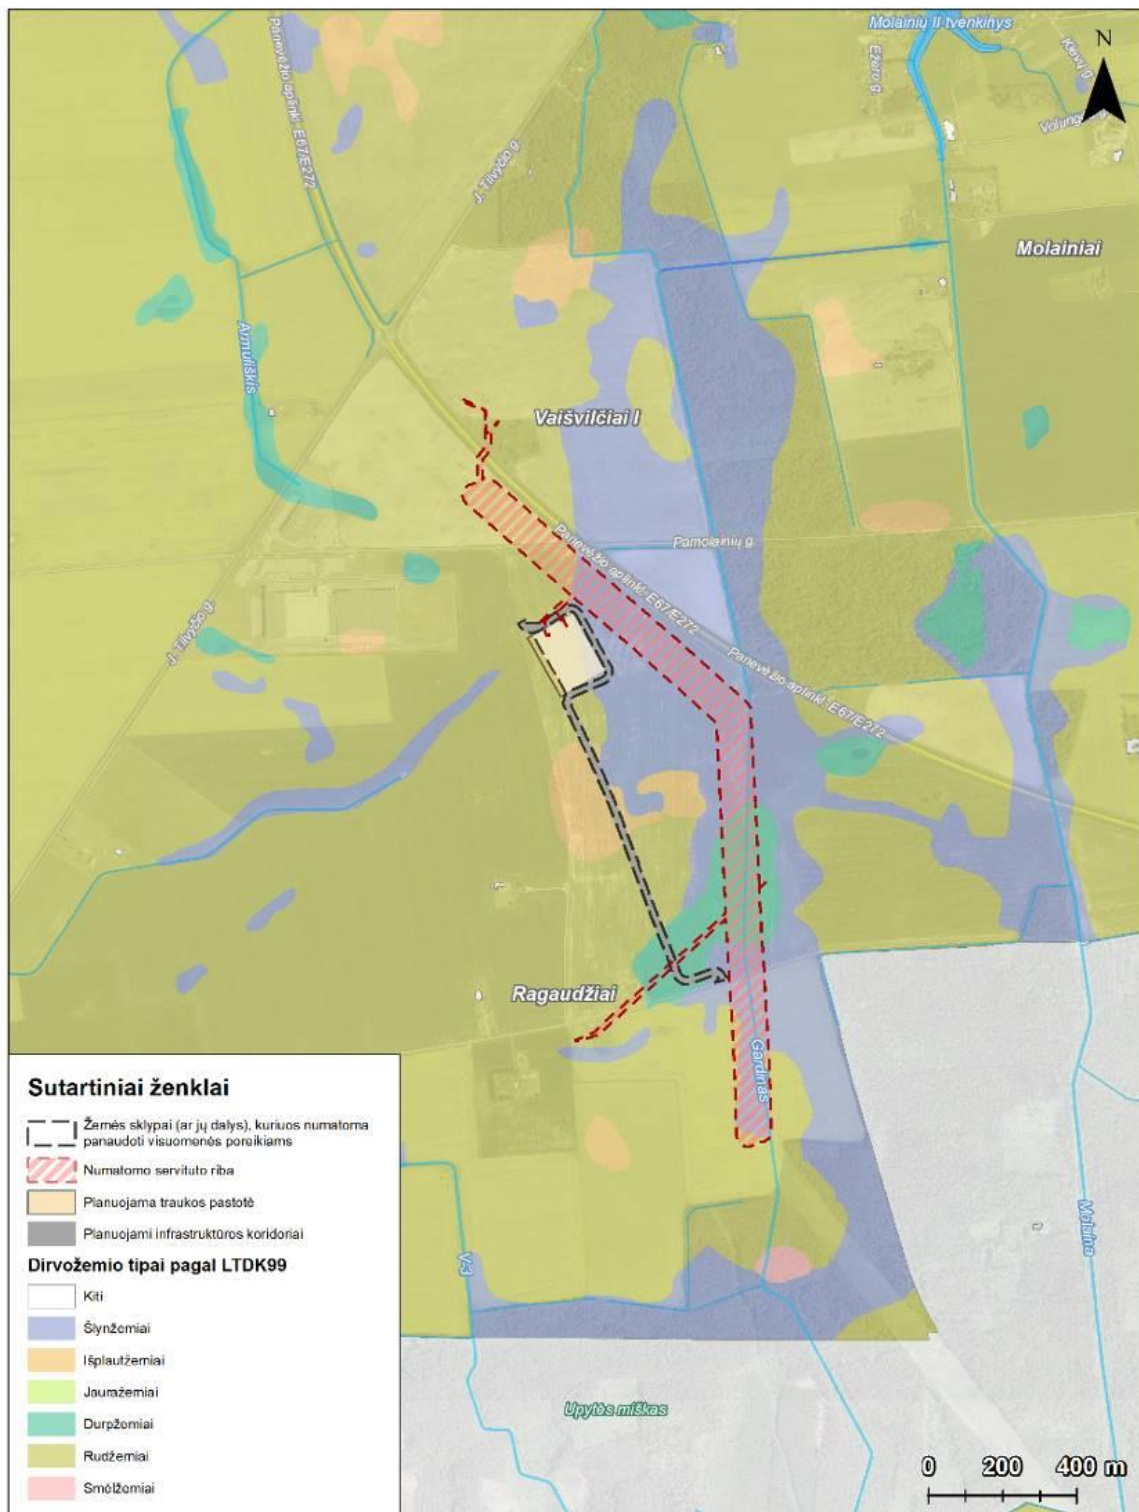 Molainių II tvenkinys
N
Ežero g.
Klevų g.
Panevėžio aplinkl. E67/E272
J. Tilvyčio g.
Molainiai
Armuliškis
Vaišvilčiai I
Pamolainių g.
Panevėžio aplinkl. E67/E272
Panevėžio aplinkl. E67/E272
J. Tilvyčio g.
Ragaudžiai
Gardinas
Molaina
V-3
Upytės miškas
Sutartiniai ženklai
Žemės sklypai (ar jų dalys), kuriuos numatoma
panaudoti visuomenės poreikiams
Numatomo servituto riba
Planuojama traukos pastotė
Planuojami infrastruktūros koridoriai
Dirvožemio tipai pagal LTDK99
Kiti
Šlynžemiai
Išplautžemiai
Jauražemiai
Durpžemiai
Rudžemiai
Smėlžemiai
0 200 400 m